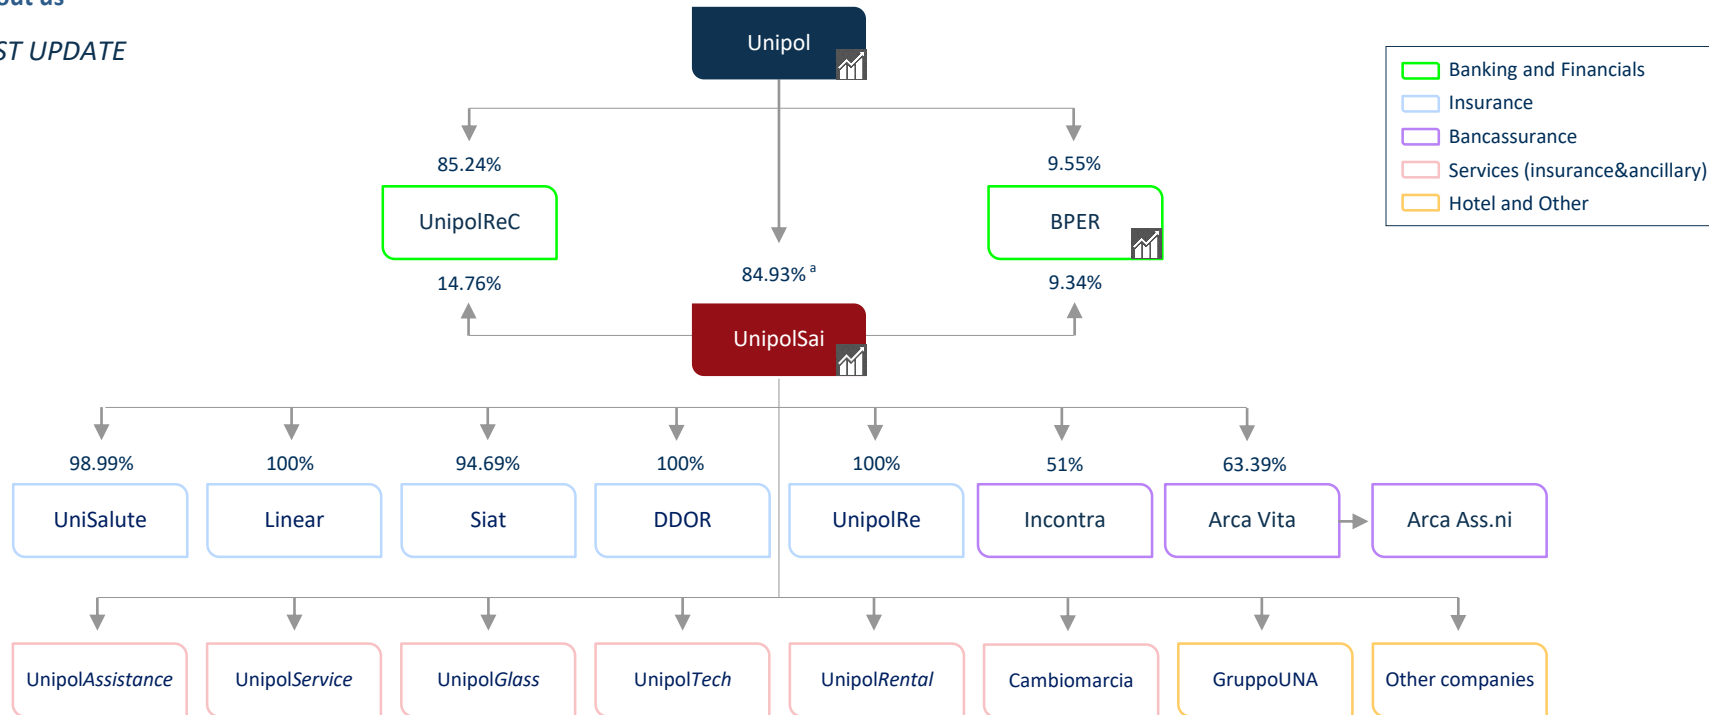 out us
ST UPDATE
Unipol
Banking and Financials
Insurance
Bancassurance
Services (insurance&ancillary)
Hotel and Other
85.24%
9.55%
UnipolReC
BPER
14.76%
84.93% a
9.34%
UnipolSai
98.99%
100%
94.69%
100%
100%
51%
63.39%
UniSalute
Linear
Siat
DDOR
UnipolRe
Incontra
Arca Vita
Arca Ass.ni
UnipolAssistance
UnipolService
UnipolGlass
UnipolTech
UnipolRental
Cambiomarcia
GruppoUNA
Other companies